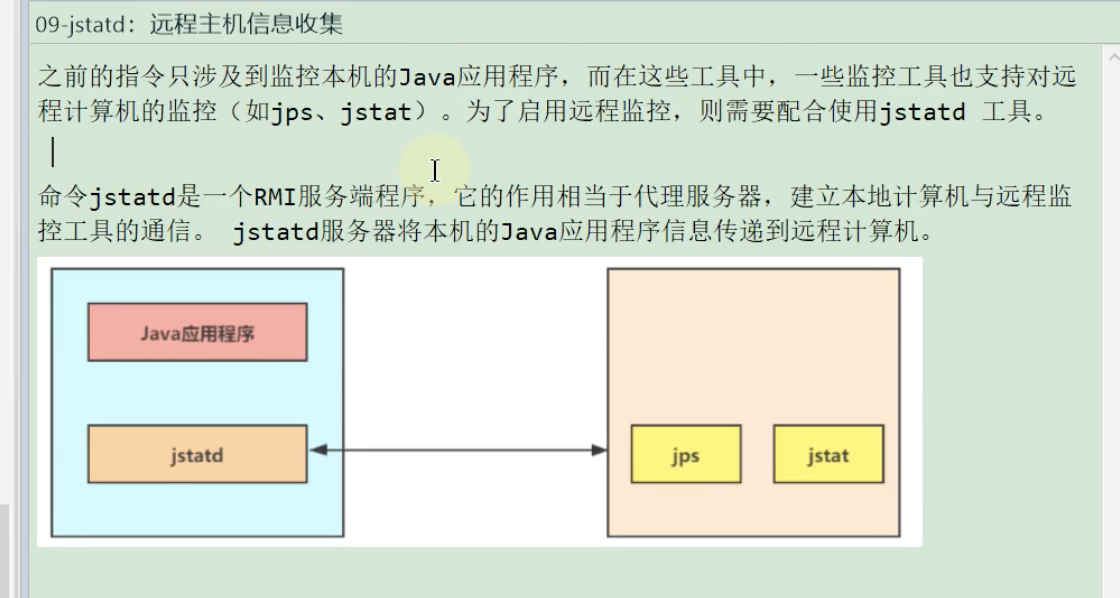 09-jstatd：远程主机信息收集
之前的指令只涉及到监控本机的Java应用程序，而在这些工具中，一些监控工具也支持对远
程计算机的监控（如jps、jstat）。为了启用远程监控，则需要配合使用jstatd 工具。
命令jstatd是一个RMI服务端程序，它的作用相当于代理服务器，建立本地计算机与远程监
控工具的通信。 jstatd服务器将本机的Java应用程序信息传递到远程计算机。
Java应用程序
jstatd
jps
jstat